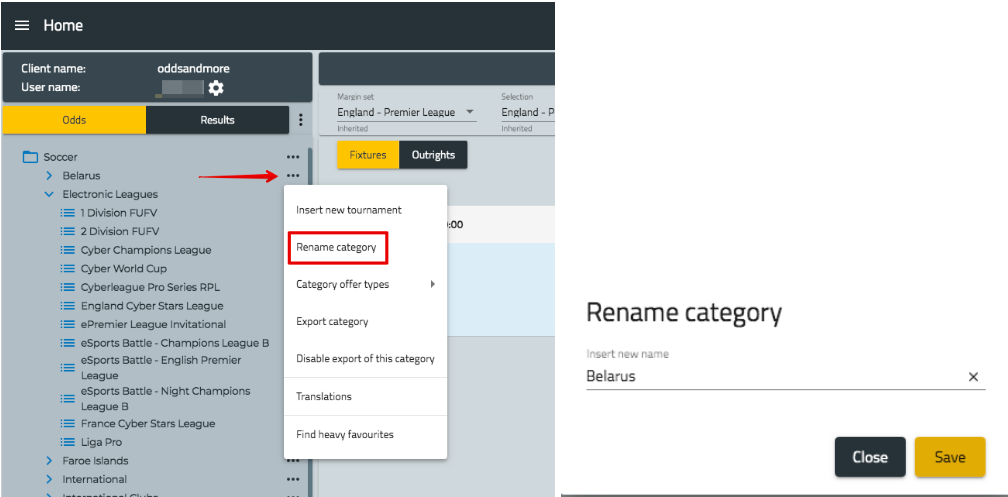 Home
Client name: oddsandmore
User name:
Odds Results
Margin set
England - Premier League
Inherited
Selection
England - P
Inherited
Fixtures Outrights
:00
Soccer
Belarus
Electronic Leagues
1 Division FUFV
2 Division FUFV
Cyber Champions League
Cyber World Cup
Cyberleague Pro Series RPL
England Cyber Stars League
ePremier League Invitational
eSports Battle - Champions League B
eSports Battle - English Premier
League
eSports Battle - Night Champions
League B
France Cyber Stars League
Liga Pro
Faroe Islands
International
International Clubs
Insert new tournament
Rename category
Category offer types
Export category
Disable export of this category
Translations
Find heavy favourites
Rename category
Insert new name
Belarus
Close Save